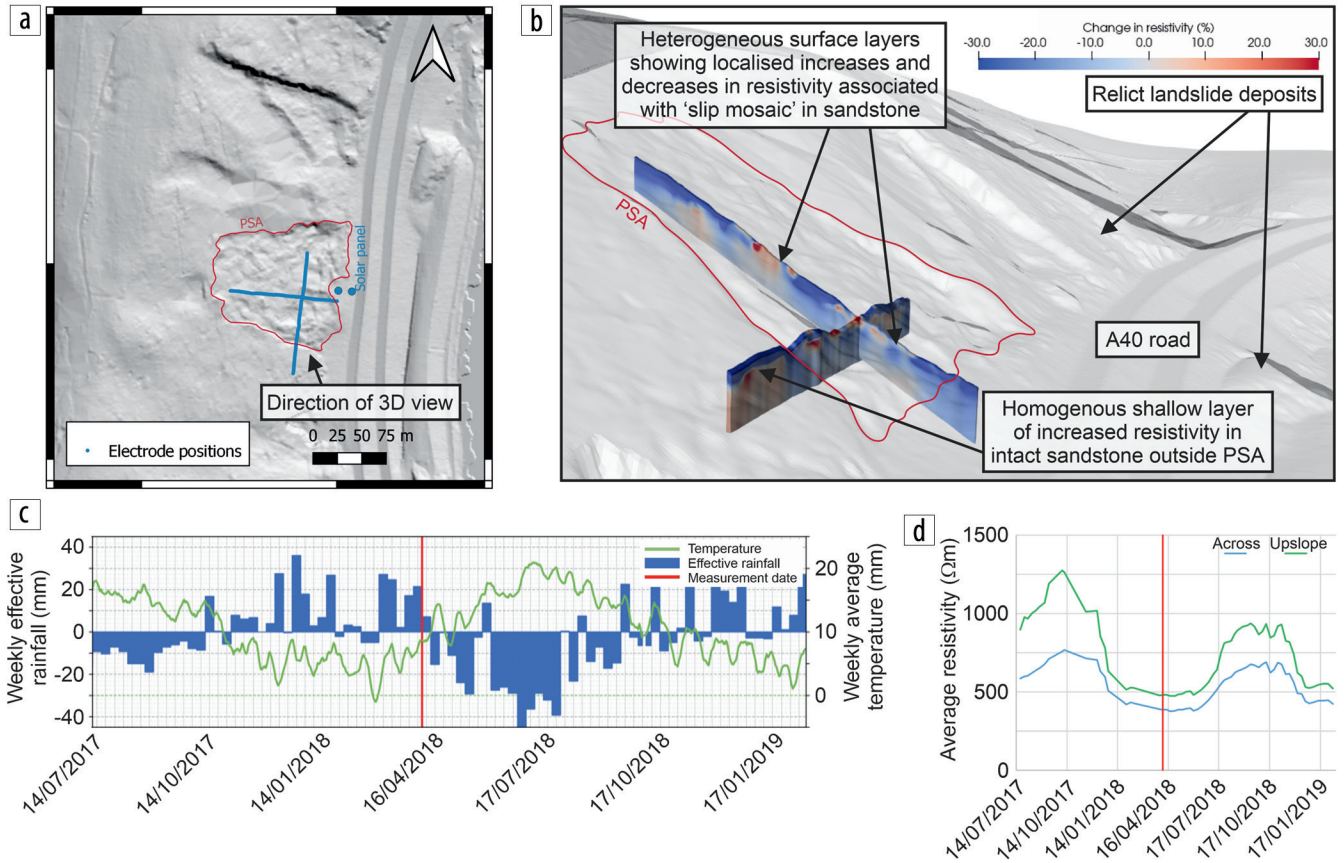 a
PSA
Solar panel
Direction of 3D view
0 25 50 75 m
Electrode positions
b
Heterogeneous surface layers
showing localised increases and
decreases in resistivity associated
with ‘slip mosaic’ in sandstone
Change in resistivity (%)
-30.0 -10.0 0.0 10.0 20.0 30.0
Relict landslide deposits
PSA
A40 road
Homogenous shallow layer
of increased resistivity in
intact sandstone outside PSA
c
Weekly effective
rainfall (mm)
40
20
0
-20
-40
Temperature
Effective rainfall
Measurement date
20
10
0
Weekly average
temperature (mm)
14/07/2017
14/10/2017
14/01/2018
16/04/2018
17/07/2018
17/10/2018
17/01/2019
d
Average resistivity (Ωm)
1500
1000
500
0
Across Upslope
14/07/2017
14/10/2017
14/01/2018
16/04/2018
17/07/2018
17/10/2018
17/01/2019